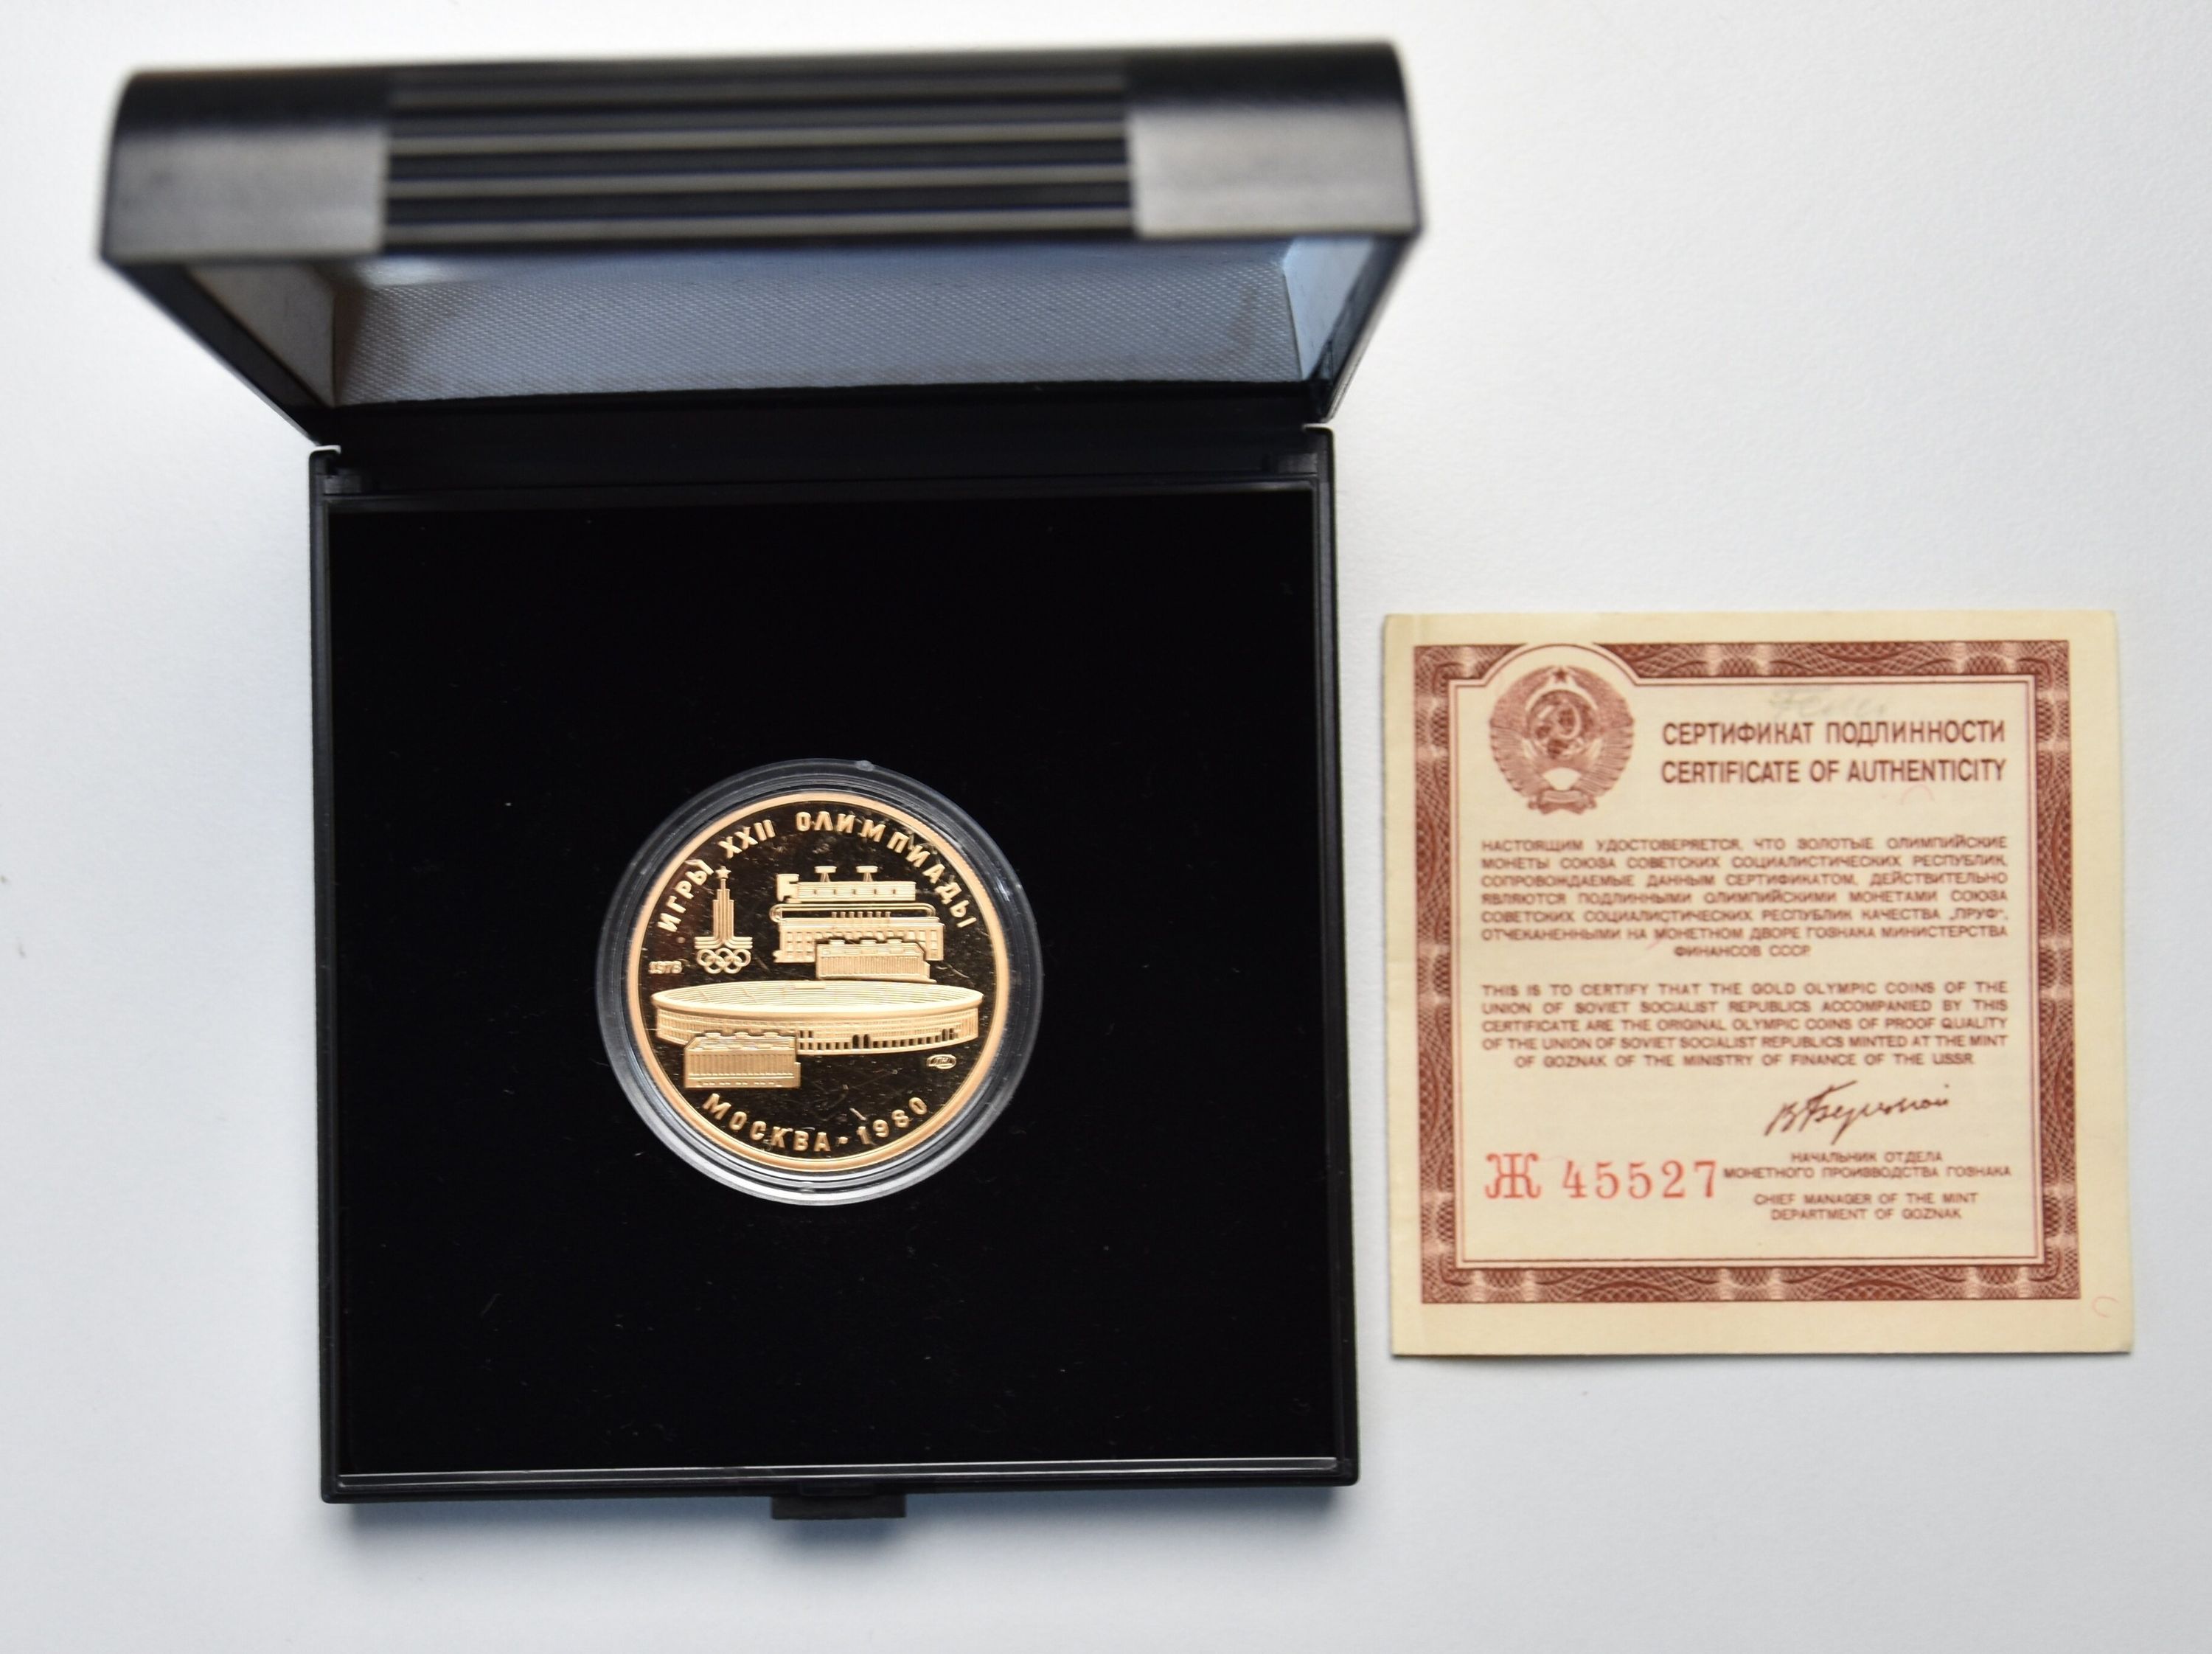 ИГРЫ XXII ОЛИМПИАДЫ
1978
МОСКВА·1980
СЕРТИФИКАТ ПОДЛИННОСТИ
CERTIFICATE OF AUTHENTICITY
НАСТОЯЩИМ УДОСТОВЕРЯЕТСЯ, ЧТО ЗОЛОТЫЕ ОЛИМПИЙСКИЕ
МОНЕТЫ СОЮЗА СОВЕТСКИХ СОЦИАЛИСТИЧЕСКИХ РЕСПУБЛИК,
СОПРОВОЖДАЕМЫЕ ДАННЫМ СЕРТИФИКАТОМ, ДЕЙСТВИТЕЛЬНО
ЯВЛЯЮТСЯ ПОДЛИННЫМИ ОЛИМПИЙСКИМИ МОНЕТАМИ СОЮЗА
СОВЕТСКИХ СОЦИАЛИСТИЧЕСКИХ РЕСПУБЛИК КАЧЕСТВА „ПРУФ“,
ОТЧЕКАНЕННЫМИ НА МОНЕТНОМ ДВОРЕ ГОЗНАКА МИНИСТЕРСТВА
ФИНАНСОВ СССР.
THIS IS TO CERTIFY THAT THE GOLD OLYMPIC COINS OF THE
UNION OF SOVIET SOCIALIST REPUBLICS ACCOMPANIED BY THIS
CERTIFICATE ARE THE ORIGINAL OLYMPIC COINS OF PROOF QUALITY
OF THE UNION OF SOVIET SOCIALIST REPUBLICS MINTED AT THE MINT
OF GOZNAK OF THE MINISTRY OF FINANCE OF THE USSR.
Ж 45527
НАЧАЛЬНИК ОТДЕЛА
МОНЕТНОГО ПРОИЗВОДСТВА ГОЗНАКА
CHIEF MANAGER OF THE MINT
DEPARTMENT OF GOZNAK